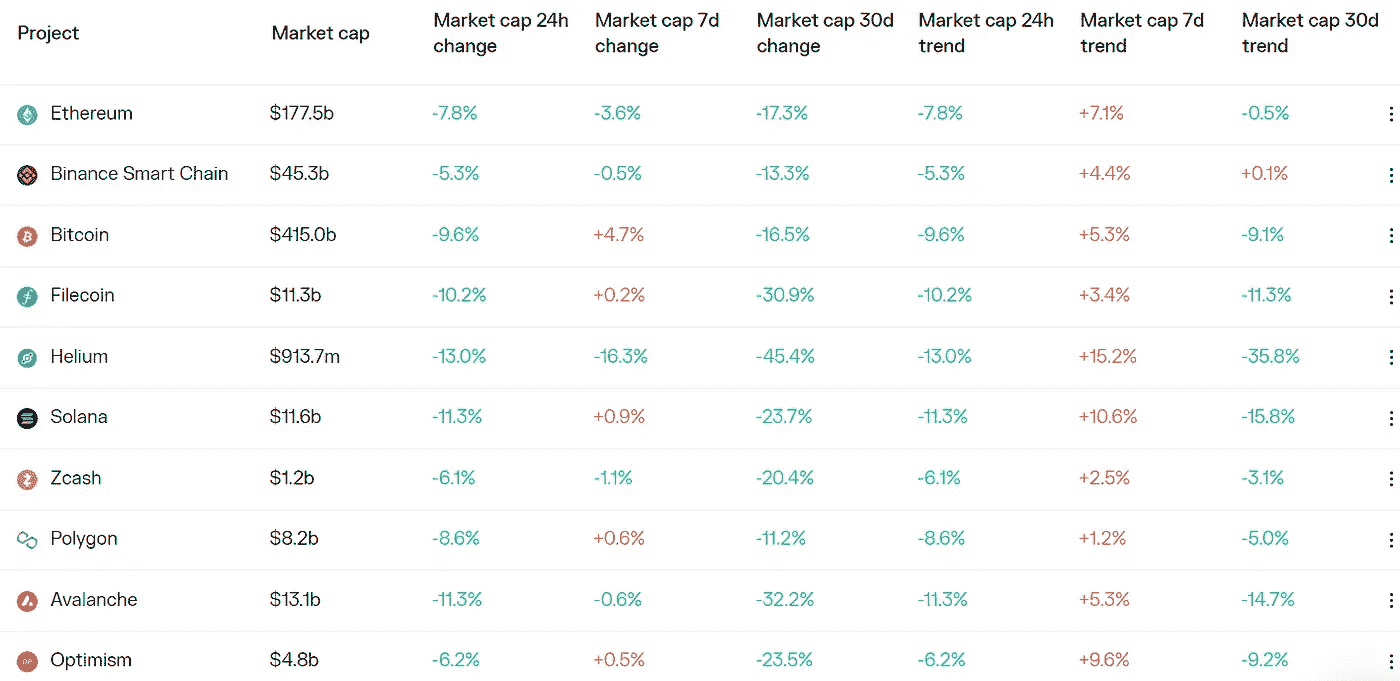 Project Market cap Market cap 24h change Market cap 7d change Market cap 30d change Market cap 24h trend Market cap 7d trend Market cap 30d trend
Ethereum $177.5b -7.8% -3.6% -17.3% -7.8% +7.1% -0.5%
Binance Smart Chain $45.3b -5.3% -0.5% -13.3% -5.3% +4.4% +0.1%
Bitcoin $415.0b -9.6% +4.7% -16.5% -9.6% +5.3% -9.1%
Filecoin $11.3b -10.2% +0.2% -30.9% -10.2% +3.4% -11.3%
Helium $913.7m -13.0% -16.3% -45.4% -13.0% +15.2% -35.8%
Solana $11.6b -11.3% +0.9% -23.7% -11.3% +10.6% -15.8%
Zcash $1.2b -6.1% -1.1% -20.4% -6.1% +2.5% -3.1%
Polygon $8.2b -8.6% +0.6% -11.2% -8.6% +1.2% -5.0%
Avalanche $13.1b -11.3% -0.6% -32.2% -11.3% +5.3% -14.7%
OP Optimism $4.8b -6.2% +0.5% -23.5% -6.2% +9.6% -9.2%